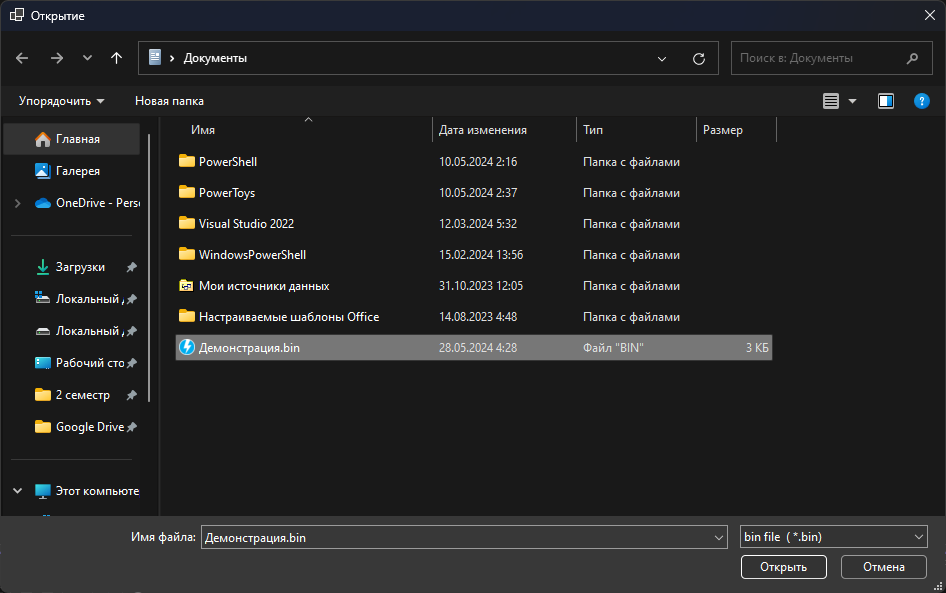 Открытие
Документы
Поиск в: Документы
Упорядочить
Новая папка
?
Имя Дата изменения Тип Размер
Главная
Галерея
OneDrive - Pers
Загрузки
Локальный
Локальный
Рабочий сто
2 семестр
Google Drive
Этот компьюте
PowerShell 10.05.2024 2:16 Папка с файлами
PowerToys 10.05.2024 2:37 Папка с файлами
Visual Studio 2022 12.03.2024 5:32 Папка с файлами
WindowsPowerShell 15.02.2024 13:56 Папка с файлами
Мои источники данных 31.10.2023 12:05 Папка с файлами
Настраиваемые шаблоны Office 14.08.2023 4:48 Папка с файлами
Демонстрация.bin 28.05.2024 4:28 Файл "BIN" 3 КБ
Имя файла: Демонстрация.bin bin file ( *.bin)
Открыть Отмена